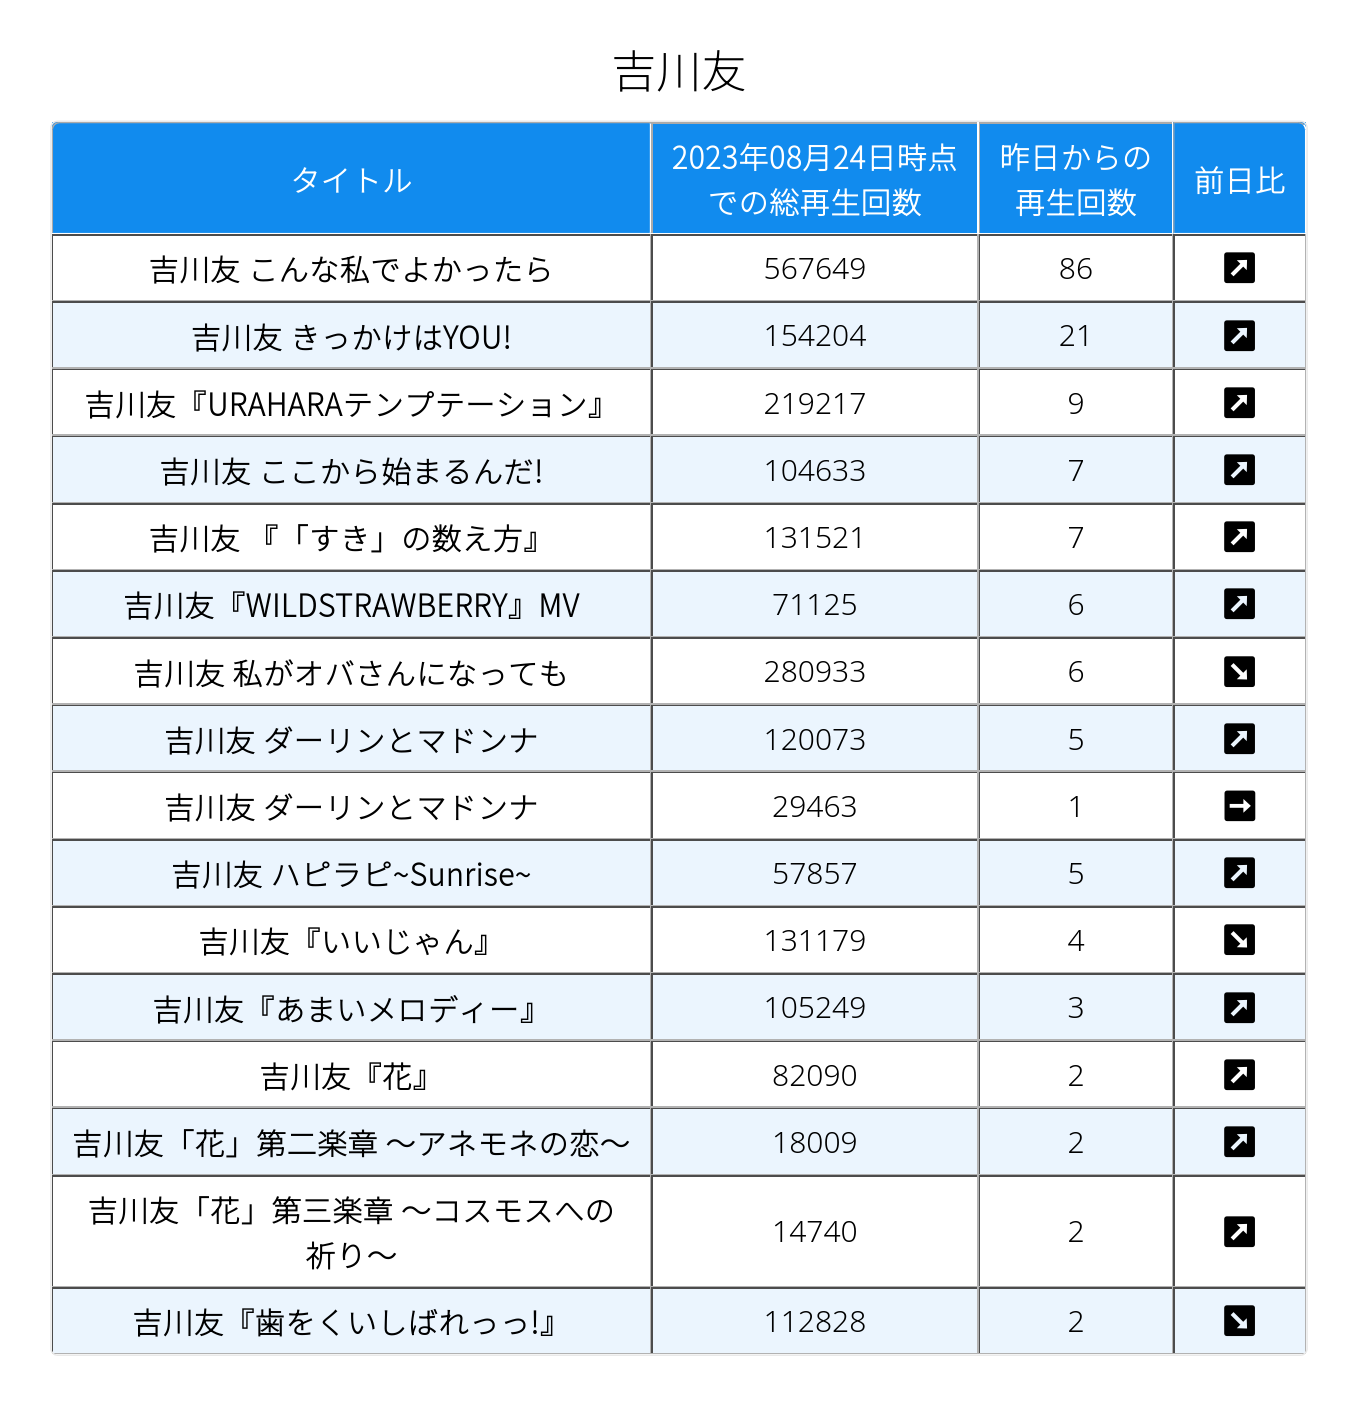 吉川友
タイトル
2023年08月24日時点
での総再生回数
昨日からの
再生回数
前日比
吉川友 こんな私でよかったら 567649 86 ↗
吉川友 きっかけはYOU! 154204 21 ↗
吉川友『URAHARAテンプテーション』 219217 9 ↗
吉川友 ここから始まるんだ! 104633 7 ↗
吉川友 『「すき」の数え方』 131521 7 ↗
吉川友『WILDSTRAWBERRY』MV 71125 6 ↗
吉川友 私がオバさんになっても 280933 6 ↘
吉川友 ダーリンとマドンナ 120073 5 ↗
吉川友 ダーリンとマドンナ 29463 1 →
吉川友 ハピラピ~Sunrise~ 57857 5 ↗
吉川友『いいじゃん』 131179 4 ↘
吉川友『あまいメロディー』 105249 3 ↗
吉川友『花』 82090 2 ↗
吉川友「花」第二楽章 〜アネモネの恋〜 18009 2 ↗
吉川友「花」第三楽章 〜コスモスへの
祈り〜 14740 2 ↗
吉川友『歯をくいしばれっっ!』 112828 2 ↘